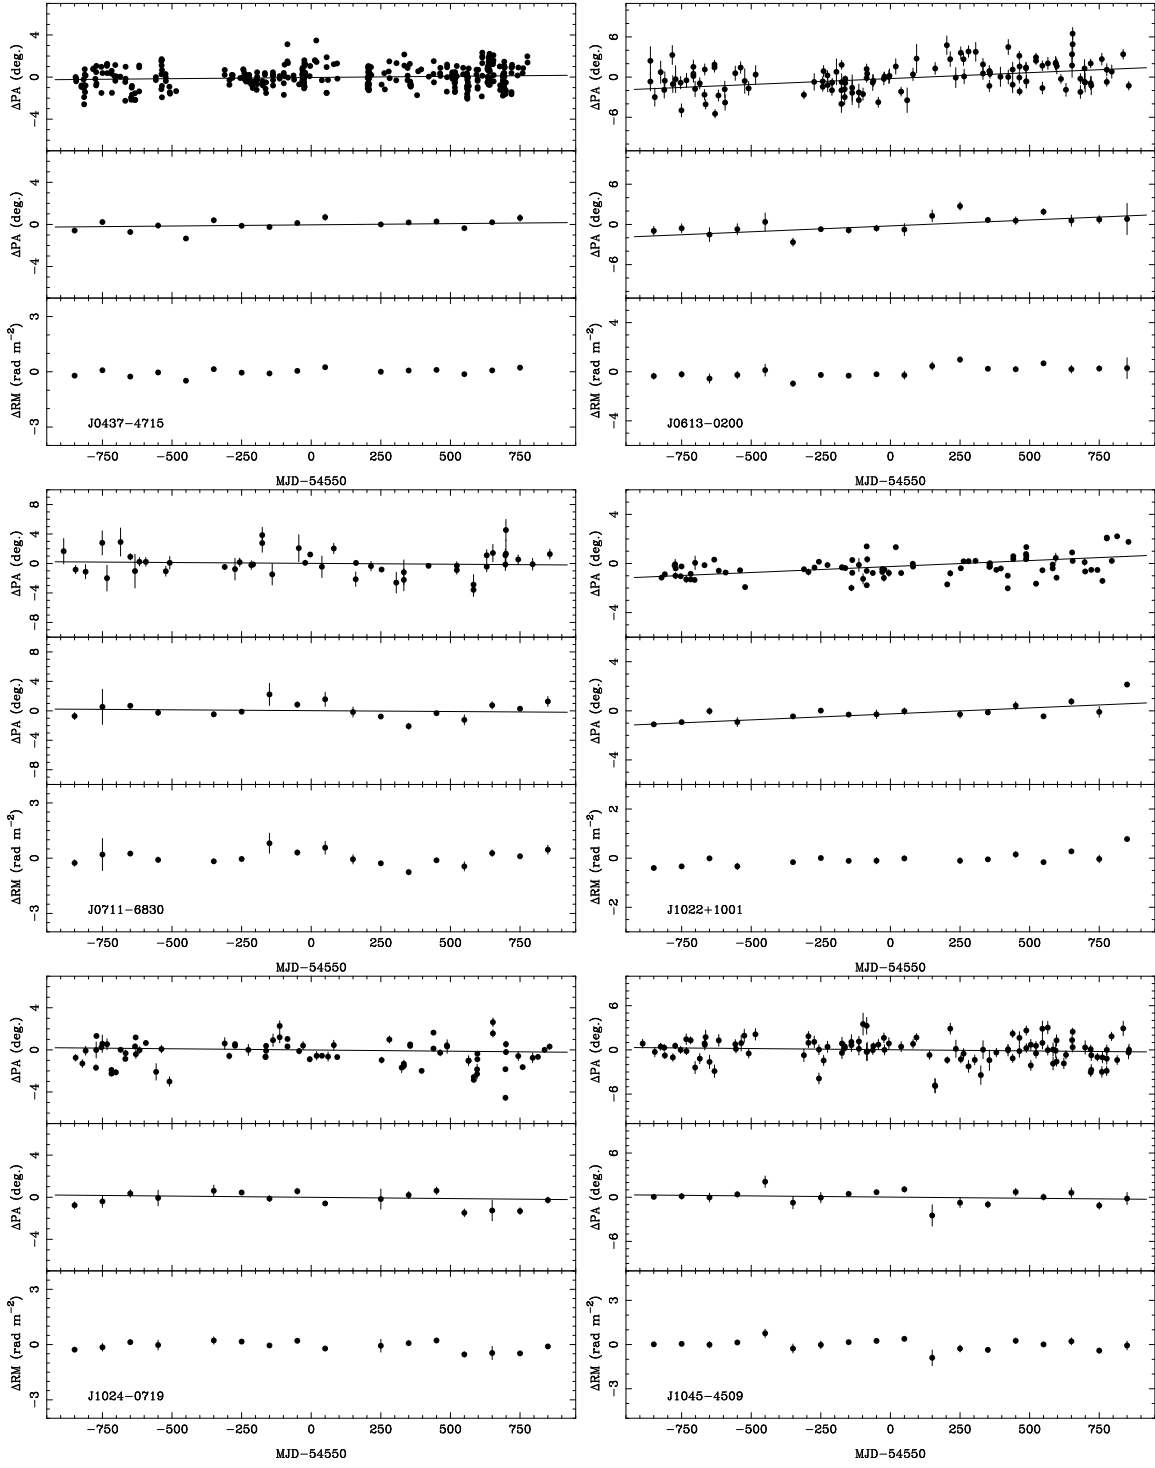 ΔPA (deg.) −4 0 4
ΔPA (deg.) −4 0 4
ΔRM (rad m−2) −3 0 3
J0437−4715
−750 −500 −250 0 250 500 750
MJD−54550
ΔPA (deg.) −6 0 6
ΔPA (deg.) −6 0 6
ΔRM (rad m−2) −4 0 4
J0613−0200
−750 −500 −250 0 250 500 750
MJD−54550
ΔPA (deg.) −8 −4 0 4 8
ΔPA (deg.) −8 −4 0 4 8
ΔRM (rad m−2) −3 0 3
J0711−6830
−750 −500 −250 0 250 500 750
MJD−54550
ΔPA (deg.) −4 0 4
ΔPA (deg.) −4 0 4
ΔRM (rad m−2) −2 0 2
J1022+1001
−750 −500 −250 0 250 500 750
MJD−54550
ΔPA (deg.) −4 0 4
ΔPA (deg.) −4 0 4
ΔRM (rad m−2) −3 0 3
J1024−0719
−750 −500 −250 0 250 500 750
MJD−54550
ΔPA (deg.) −6 0 6
ΔPA (deg.) −6 0 6
ΔRM (rad m−2) −3 0 3
J1045−4509
−750 −500 −250 0 250 500 750
MJD−54550